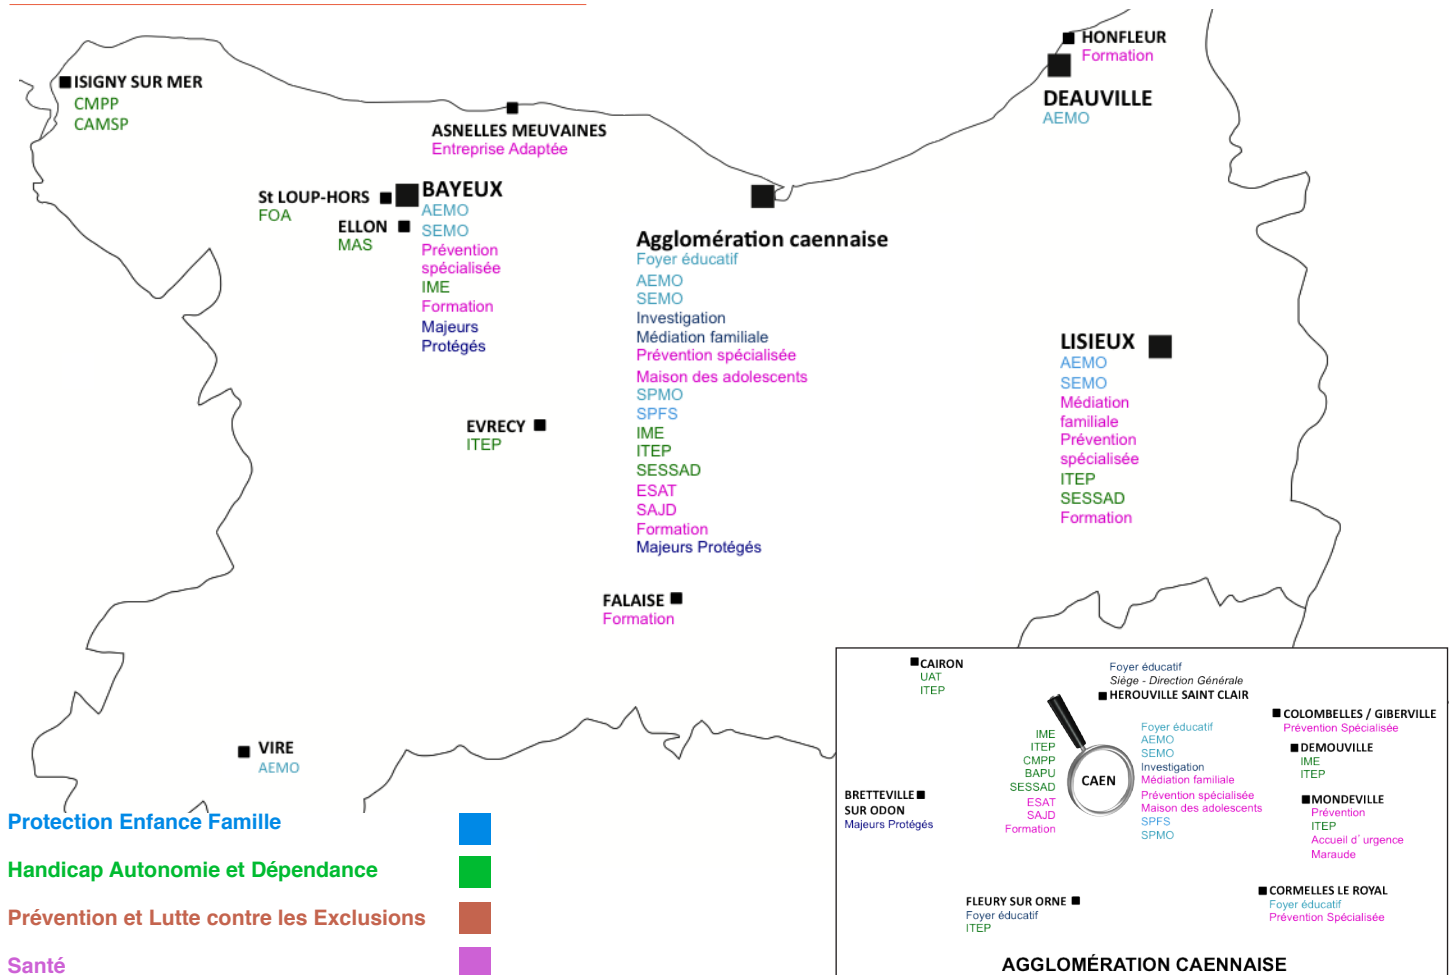 HONFLEUR
Formation
DEAUVILLE
AEMO
ISIGNY SUR MER
CMPP
CAMSP
ASNELLES MEUVAINES
Entreprise Adaptée
St LOUP-HORS
FOA
ELLON
MAS
BAYEUX
AEMO
SEMO
Prévention
spécialisée
IME
Formation
Majeurs
Protégés
Agglomération caennaise
Foyer éducatif
AEMO
SEMO
Investigation
Médiation familiale
Prévention spécialisée
Maison des adolescents
SPMO
SPFS
IME
ITEP
SESSAD
ESAT
SAJD
Formation
Majeurs Protégés
LISIEUX
AEMO
SEMO
Médiation
familiale
Prévention
spécialisée
ITEP
SESSAD
Formation
EVRECY
ITEP
FALAISE
Formation
VIRE
AEMO
Protection Enfance Famille
Handicap Autonomie et Dépendance
Prévention et Lutte contre les Exclusions
Santé
CAIRON
UAT
ITEP
Foyer éducatif
Siège - Direction Générale
HEROUVILLE SAINT CLAIR
COLOMBELLES / GIBERVILLE
Prévention Spécialisée
DEMOUVILLE
IME
ITEP
MONDEVILLE
Prévention
ITEP
Accueil d´ urgence
Maraude
IME
ITEP
CMPP
BAPU
SESSAD
ESAT
SAJD
Formation
CAEN
Foyer éducatif
AEMO
SEMO
Investigation
Médiation familiale
Prévention spécialisée
Maison des adolescents
SPFS
SPMO
BRETTEVILLE
SUR ODON
Majeurs Protégés
FLEURY SUR ORNE
Foyer éducatif
ITEP
CORMELLES LE ROYAL
Foyer éducatif
Prévention Spécialisée
AGGLOMÉRATION CAENNAISE